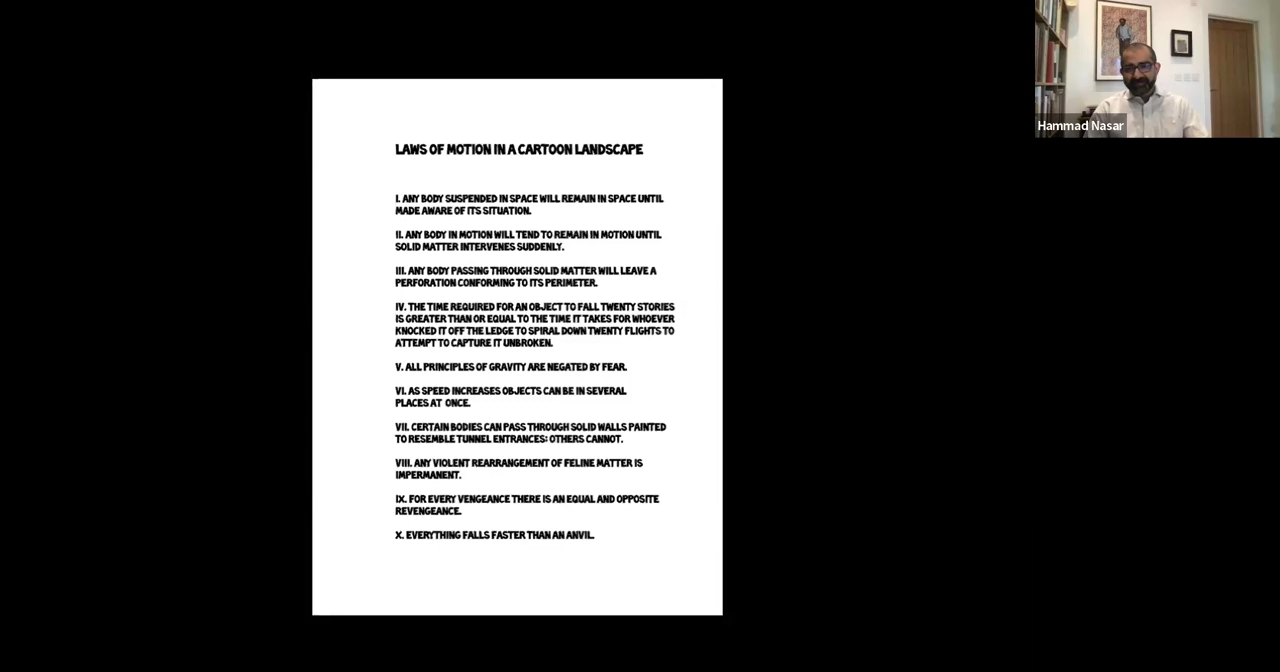 LAWS OF MOTION IN A CARTOON LANDSCAPE
I. ANY BODY SUSPENDED IN SPACE WILL REMAIN IN SPACE UNTIL
MADE AWARE OF ITS SITUATION.
II. ANY BODY IN MOTION WILL TEND TO REMAIN IN MOTION UNTIL
SOLID MATTER INTERVENES SUDDENLY.
III. ANY BODY PASSING THROUGH SOLID MATTER WILL LEAVE A
PERFORATION CONFORMING TO ITS PERIMETER.
IV. THE TIME REQUIRED FOR AN OBJECT TO FALL TWENTY STORIES
IS GREATER THAN OR EQUAL TO THE TIME IT TAKES FOR WHOEVER
KNOCKED IT OFF THE LEDGE TO SPIRAL DOWN TWENTY FLIGHTS TO
ATTEMPT TO CAPTURE IT UNBROKEN.
V. ALL PRINCIPLES OF GRAVITY ARE NEGATED BY FEAR.
VI. AS SPEED INCREASES OBJECTS CAN BE IN SEVERAL
PLACES AT ONCE.
VII. CERTAIN BODIES CAN PASS THROUGH SOLID WALLS PAINTED
TO RESEMBLE TUNNEL ENTRANCES: OTHERS CANNOT.
VIII. ANY VIOLENT REARRANGEMENT OF FELINE MATTER IS
IMPERMANENT.
IX. FOR EVERY VENGEANCE THERE IS AN EQUAL AND OPPOSITE
REVENGEANCE.
X. EVERYTHING FALLS FASTER THAN AN ANVIL.
Hammad Nasar